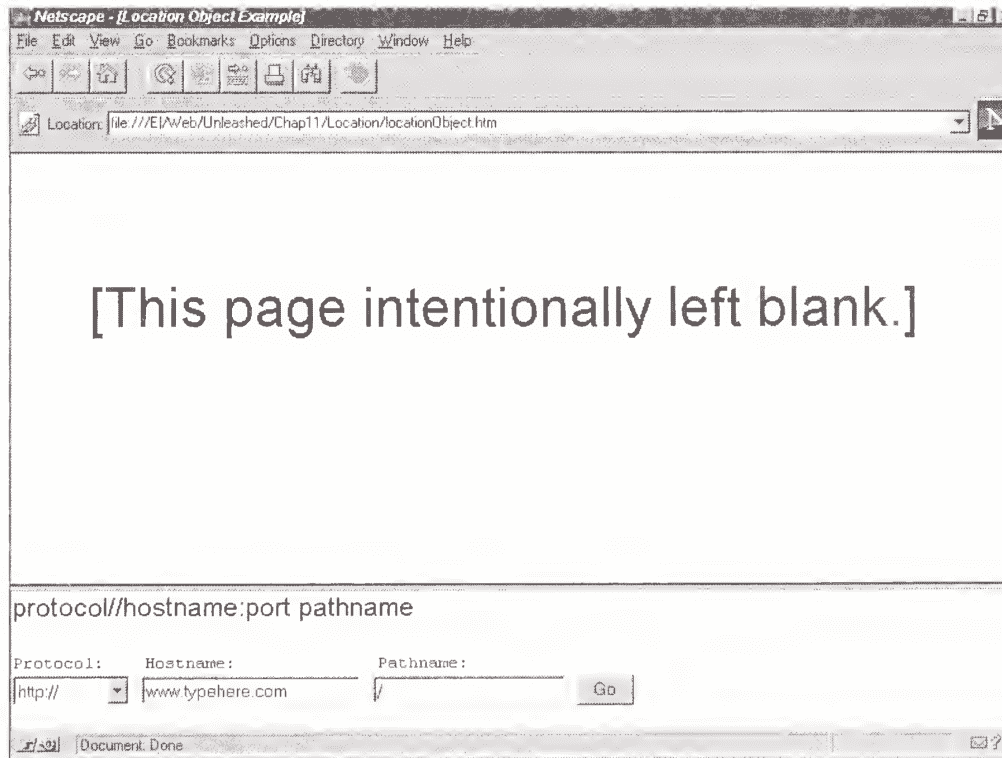 Netscape - [Location Object Example]
File Edit View Go Bookmarks Options Directory Window Help
Location: file:///E|/Web/Unleashed/Chap11/Location/locationObject.htm
N
[This page intentionally left blank.]
protocol//hostname:port pathname
Protocol: Hostname: Pathname:
http:// www.typehere.com / Go
Document: Done